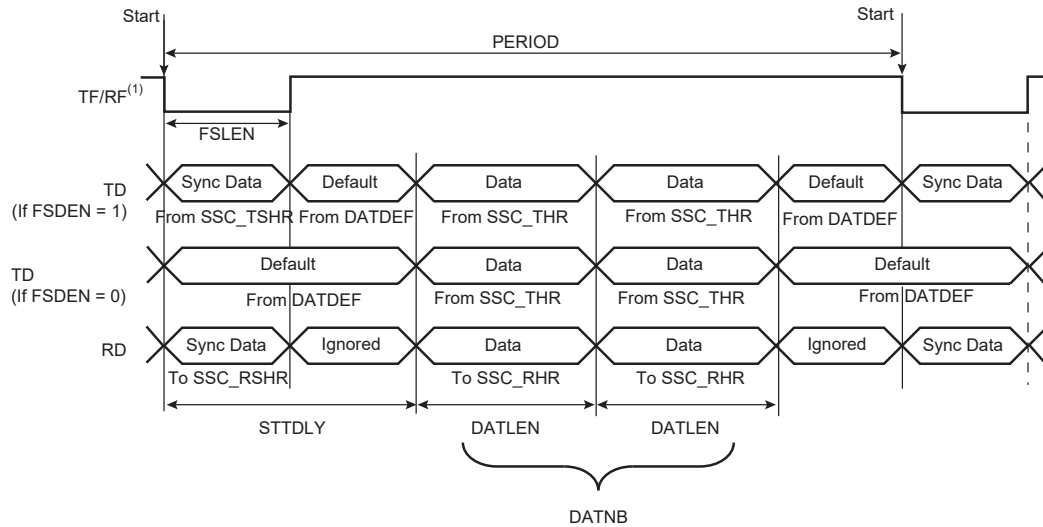 Start
Start
PERIOD
TF/RF(1)
FSLEN
TD
(If FSDEN = 1)
Sync Data
Default
Data
Data
Default
Sync Data
From SSC_TSHR
From DATDEF
From SSC_THR
From SSC_THR
From DATDEF
TD
(If FSDEN = 0)
Default
Data
Data
Default
From DATDEF
From SSC_THR
From SSC_THR
From DATDEF
RD
Sync Data
Ignored
Data
Data
Ignored
Sync Data
To SSC_RSHR
To SSC_RHR
To SSC_RHR
STTDLY
DATLEN
DATLEN
DATNB